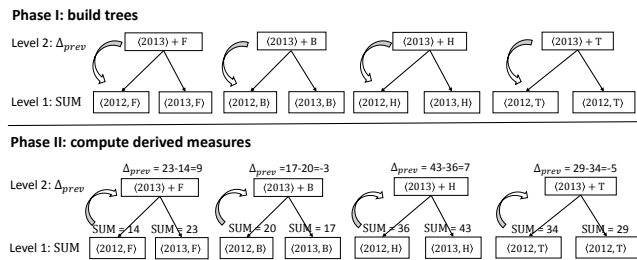 Phase I: build trees
Level 2: Δprev ⟨2013⟩ + F ⟨2013⟩ + B ⟨2013⟩ + H ⟨2013⟩ + T
Level 1: SUM ⟨2012, F⟩ ⟨2013, F⟩ ⟨2012, B⟩ ⟨2013, B⟩ ⟨2012, H⟩ ⟨2013, H⟩ ⟨2012, T⟩ ⟨2012, T⟩
Phase II: compute derived measures
Δprev = 23-14=9 Δprev =17-20=-3 Δprev = 43-36=7 Δprev = 29-34=-5
Level 2: Δprev ⟨2013⟩ + F ⟨2013⟩ + B ⟨2013⟩ + H ⟨2013⟩ + T
SUM = 14 SUM = 23 SUM = 20 SUM = 17 SUM = 36 SUM = 43 SUM = 34 SUM = 29
Level 1: SUM ⟨2012, F⟩ ⟨2013, F⟩ ⟨2012, B⟩ ⟨2013, B⟩ ⟨2012, H⟩ ⟨2013, H⟩ ⟨2012, T⟩ ⟨2012, T⟩